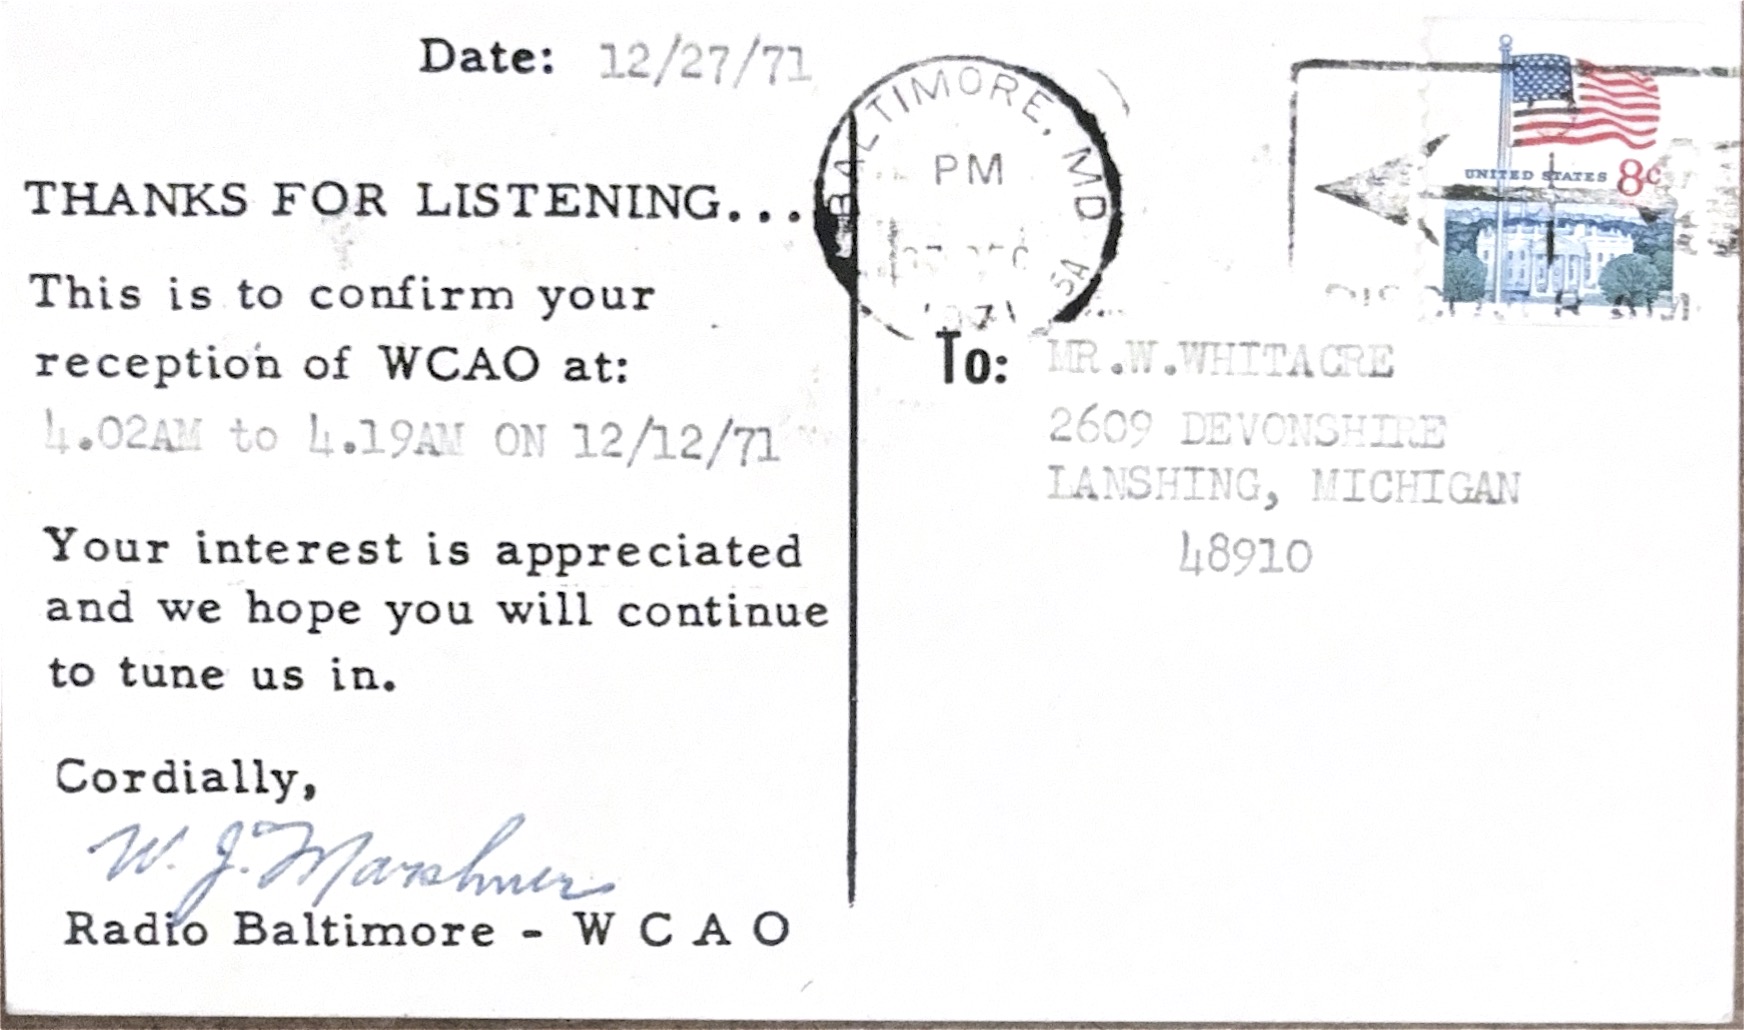 Date: 12/27/71
THANKS FOR LISTENING...
This is to confirm your
reception of WCAO at:
4.02AM to 4.19AM ON 12/12/71
Your interest is appreciated
and we hope you will continue
to tune us in.
Cordially,
W. J. Marshner
Radio Baltimore - W C A O
BALTIMORE, MD
PM
UNITED STATES 8c
To: MR.W.WHITACRE
2609 DEVONSHIRE
LANSHING, MICHIGAN
48910